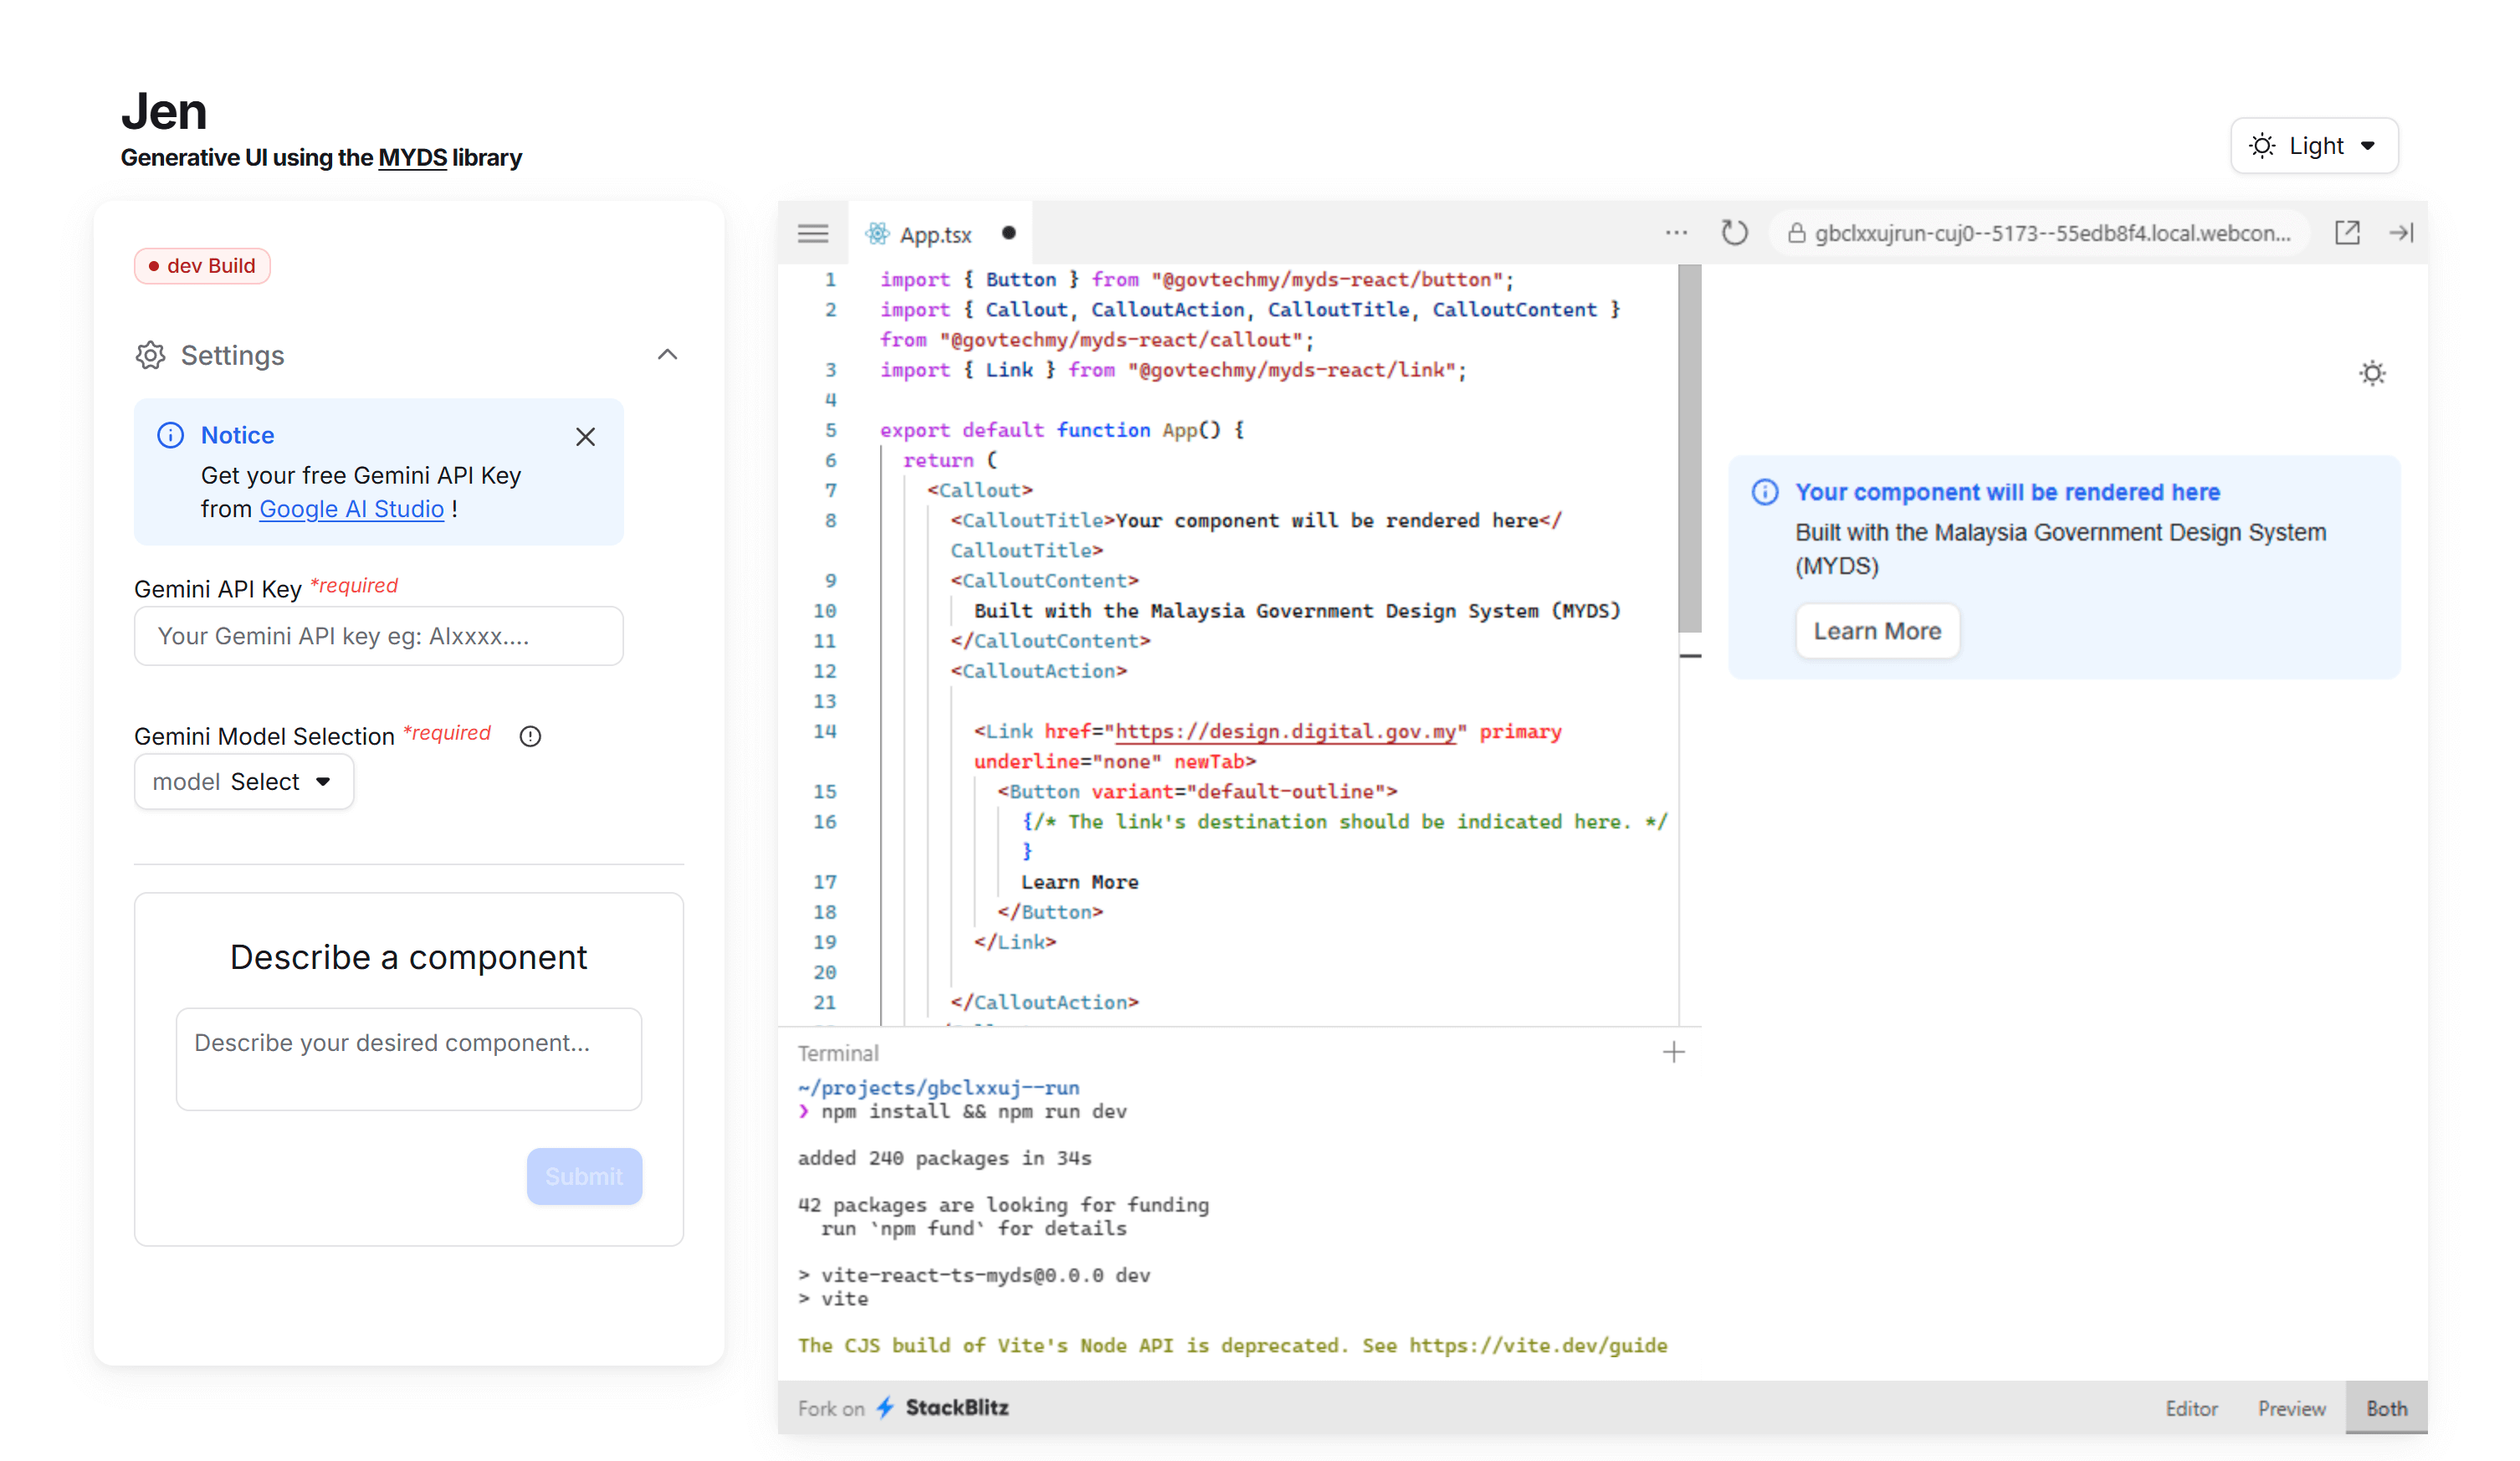 Jen
Generative UI using the MYDS library
Light
dev Build
Settings
Notice
Get your free Gemini API Key
from Google AI Studio !
Gemini API Key *required
Your Gemini API key eg: AIxxxx....
Gemini Model Selection *required
model Select
Describe a component
Describe your desired component...
Submit
App.tsx
gbclxxujrun-cuj0--5173--55edb8f4.local.webcon...
1 import { Button } from "@govtechmy/myds-react/button";
2 import { Callout, CalloutAction, CalloutTitle, CalloutContent }
from "@govtechmy/myds-react/callout";
3 import { Link } from "@govtechmy/myds-react/link";
4
5 export default function App() {
6 return (
7 <Callout>
8 <CalloutTitle>Your component will be rendered here</
CalloutTitle>
9 <CalloutContent>
10 Built with the Malaysia Government Design System (MYDS)
11 </CalloutContent>
12 <CalloutAction>
13
14 <Link href="https://design.digital.gov.my" primary
underline="none" newTab>
15 <Button variant="default-outline">
16 {/* The link's destination should be indicated here. */
}
17 Learn More
18 </Button>
19 </Link>
20
21 </CalloutAction>
Your component will be rendered here
Built with the Malaysia Government Design System
(MYDS)
Learn More
Terminal
~/projects/gbclxxuj--run
❯ npm install && npm run dev
added 240 packages in 34s
42 packages are looking for funding
run `npm fund` for details
> vite-react-ts-myds@0.0.0 dev
> vite
The CJS build of Vite's Node API is deprecated. See https://vite.dev/guide
Fork on StackBlitz
Editor Preview Both